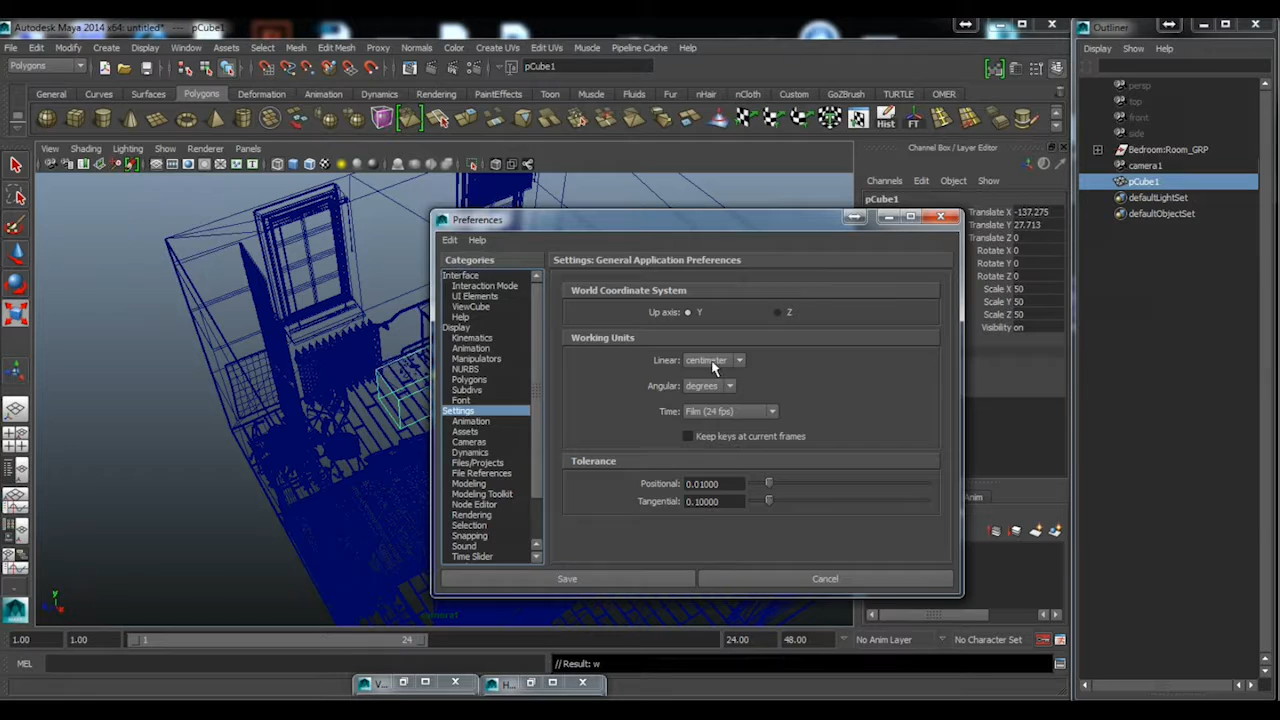 Autodesk Maya 2014 x64: untitled* --- pCube1
File Edit Modify Create Display Window Assets Select Mesh Edit Mesh Proxy Normals Color Create UVs Edit UVs Muscle Pipeline Cache Help
Polygons
pCube1
General Curves Surfaces Polygons Deformation Animation Dynamics Rendering PaintEffects Toon Muscle Fluids Fur nHair nCloth Custom GoZBrush TURTLE OMER
Hist FT
View Shading Lighting Show Renderer Panels
Channel Box / Layer Editor
Channels Edit Object Show
pCube1
Translate X -137.275
Translate Y 27.713
Translate Z 0
Rotate X 0
Rotate Y 0
Rotate Z 0
Scale X 50
Scale Y 50
Scale Z 50
Visibility on
Anim
Outliner
Display Show Help
persp
top
front
side
Bedroom:Room_GRP
camera1
pCube1
defaultLightSet
defaultObjectSet
Preferences
Edit Help
Categories
Interface
Interaction Mode
UI Elements
ViewCube
Help
Display
Kinematics
Animation
Manipulators
NURBS
Polygons
Subdivs
Font
Settings
Animation
Assets
Cameras
Dynamics
Files/Projects
File References
Modeling
Modeling Toolkit
Node Editor
Rendering
Selection
Snapping
Sound
Time Slider
Settings: General Application Preferences
World Coordinate System
Up axis: Y Z
Working Units
Linear: centimeter
Angular: degrees
Time: Film (24 fps)
Keep keys at current frames
Tolerance
Positional: 0.01000
Tangential: 0.10000
Save Cancel
y
x
1.00 1.00 1 24 24.00 48.00 No Anim Layer No Character Set
MEL // Result: w
V... H...